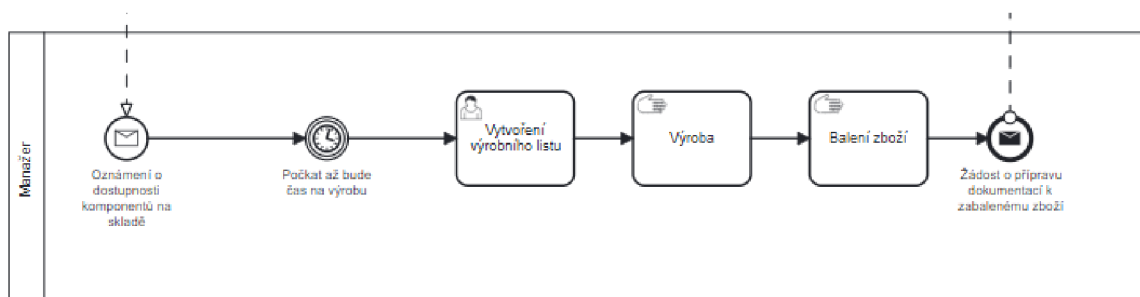 Manažer
Oznámení o
dostupnosti
komponentů na
skladě
Počkat až bude
čas na výrobu
Vytvoření
výrobního listu
Výroba
Balení zboží
Žádost o přípravu
dokumentací k
zabalenému zboží